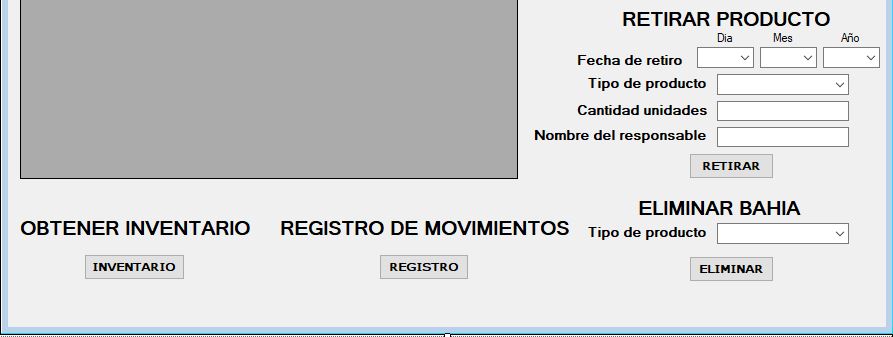 RETIRAR PRODUCTO
Dia Mes Año
Fecha de retiro
Tipo de producto
Cantidad unidades
Nombre del responsable
RETIRAR
OBTENER INVENTARIO
INVENTARIO
REGISTRO DE MOVIMIENTOS
REGISTRO
ELIMINAR BAHIA
Tipo de producto
ELIMINAR